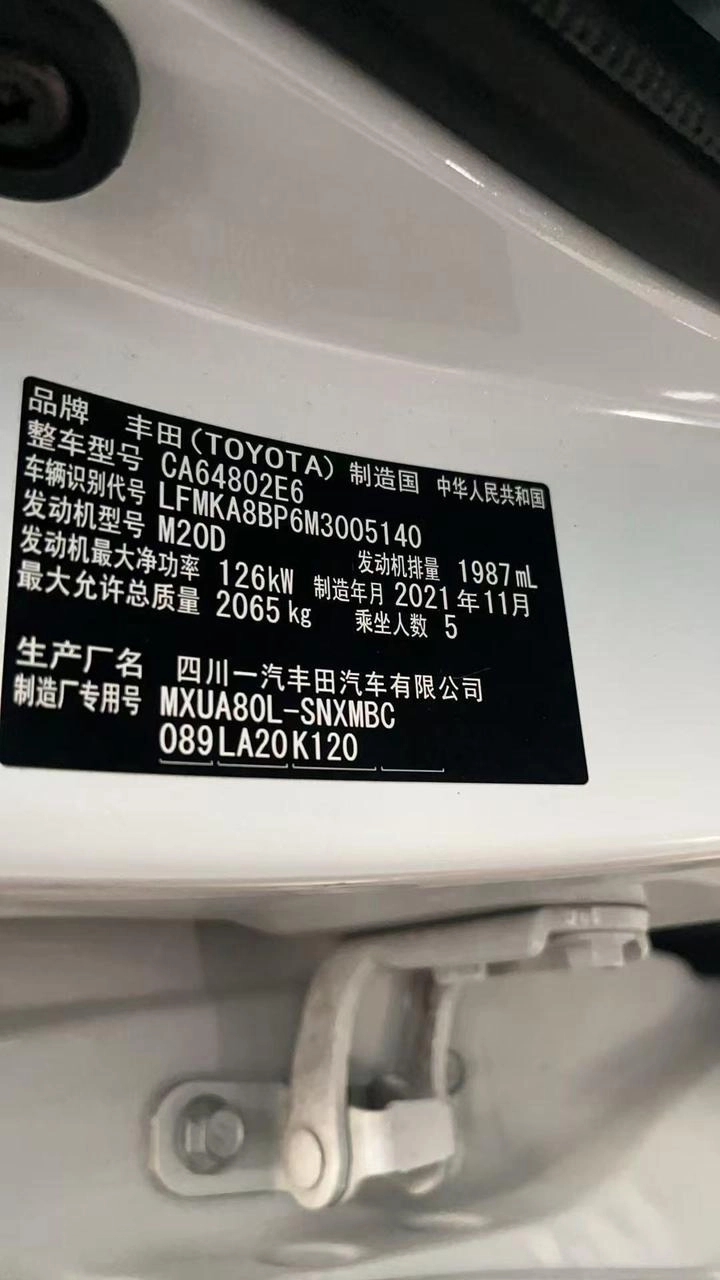 品牌 丰田(TOYOTA) 制造国 中华人民共和国
整车型号 CA64802E6
车辆识别代号 LFMKA8BP6M3005140
发动机型号 M20D 发动机排量 1987mL
发动机最大净功率 126kW 制造年月 2021年11月
最大允许总质量 2065kg 乘坐人数 5
生产厂名 四川一汽丰田汽车有限公司
制造厂专用号 MXUA80L-SNXMBC
089 LA20 K120